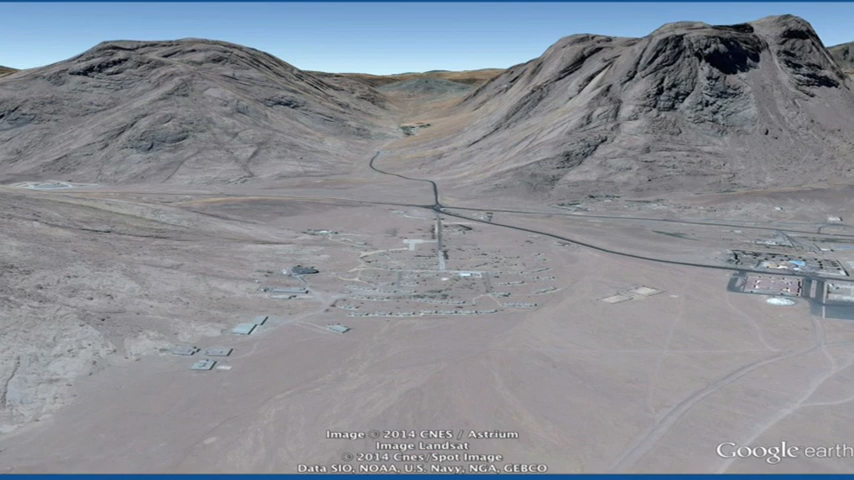 Image © 2014 CNES / Astrium
Image Landsat
© 2014 Cnes/Spot Image
Data SIO, NOAA, U.S. Navy, NGA, GEBCO
Google earth